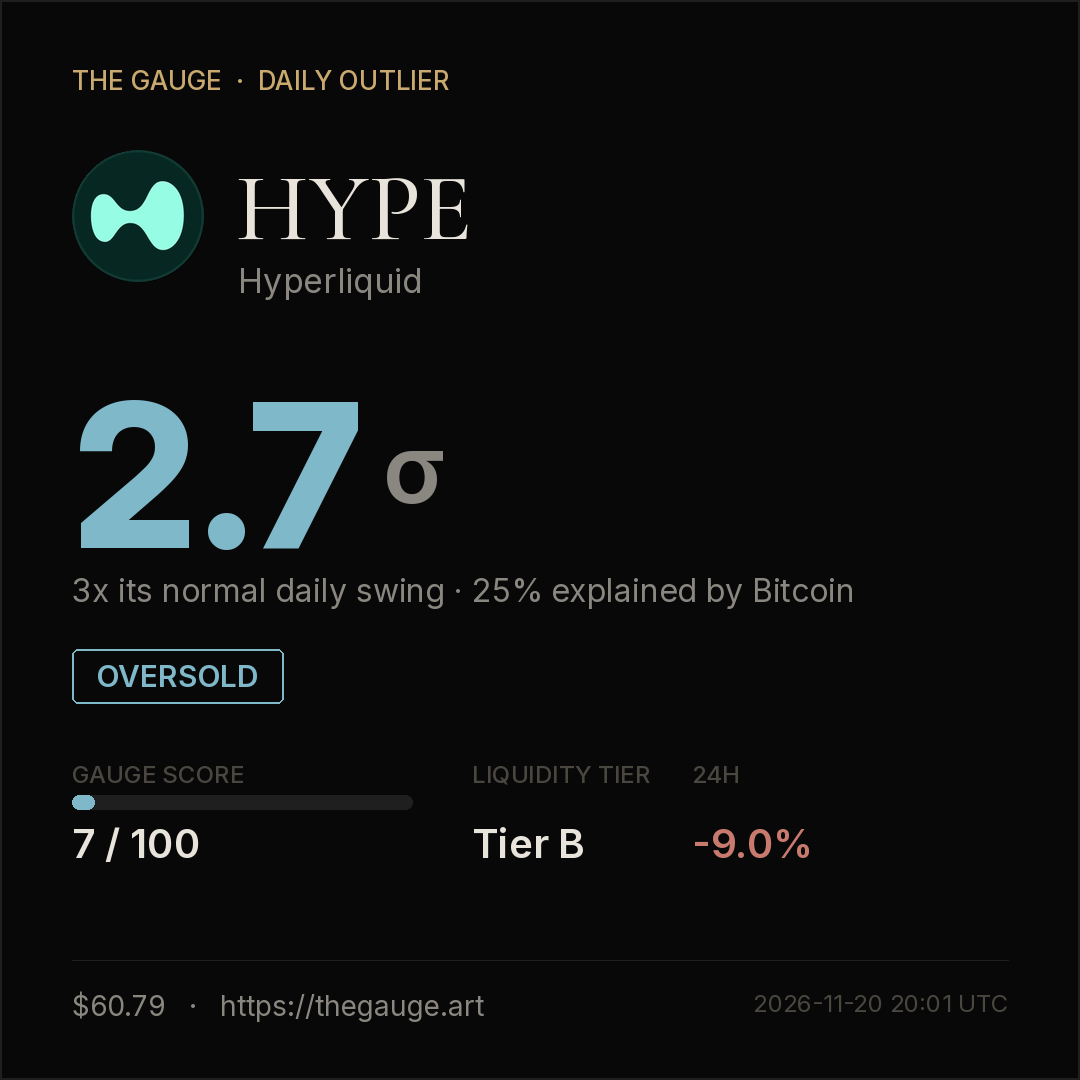 THE GAUGE · DAILY OUTLIER
HYPE
Hyperliquid
2.7 σ
3x its normal daily swing · 25% explained by Bitcoin
OVERSOLD
GAUGE SCORE LIQUIDITY TIER 24H
7 / 100 Tier B -9.0%
$60.79 · https://thegauge.art 2026-11-20 20:01 UTC